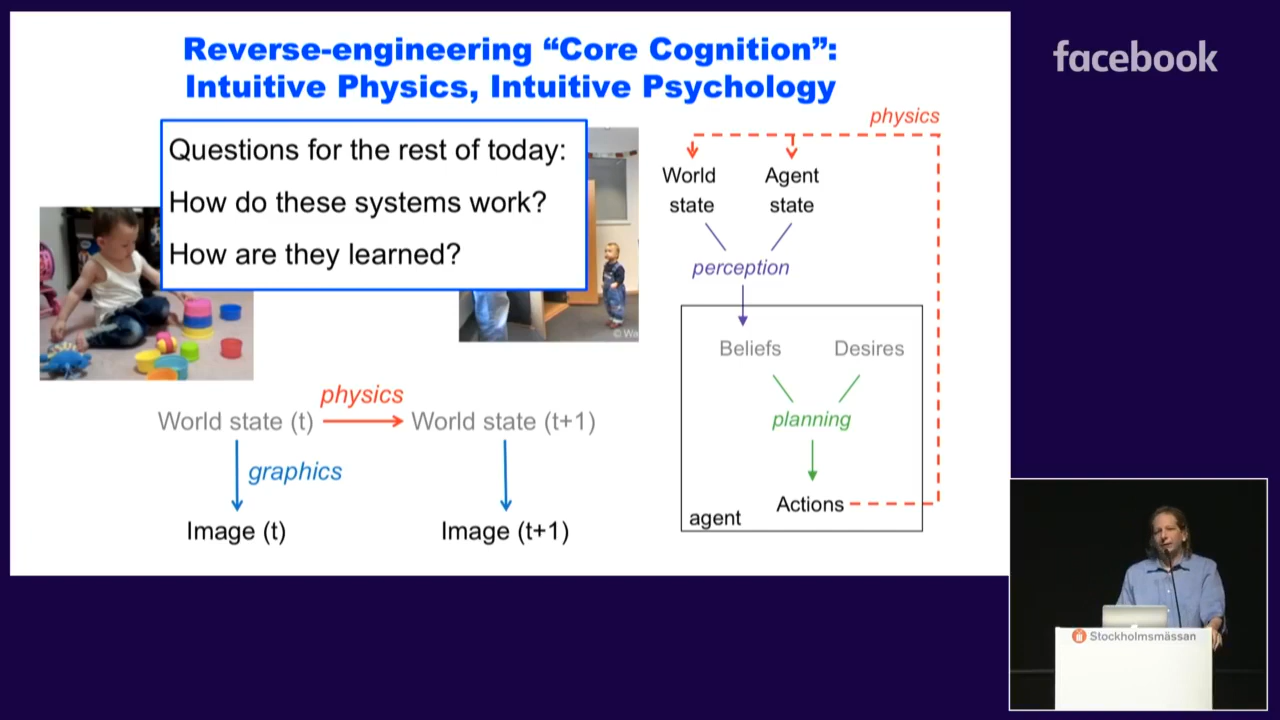 Reverse-engineering “Core Cognition”:
Intuitive Physics, Intuitive Psychology
facebook
Questions for the rest of today:
How do these systems work?
How are they learned?
physics
World state
Agent state
perception
Beliefs
Desires
planning
Actions
agent
physics
World state (t)
World state (t+1)
graphics
Image (t)
Image (t+1)
Stockholmsmässan